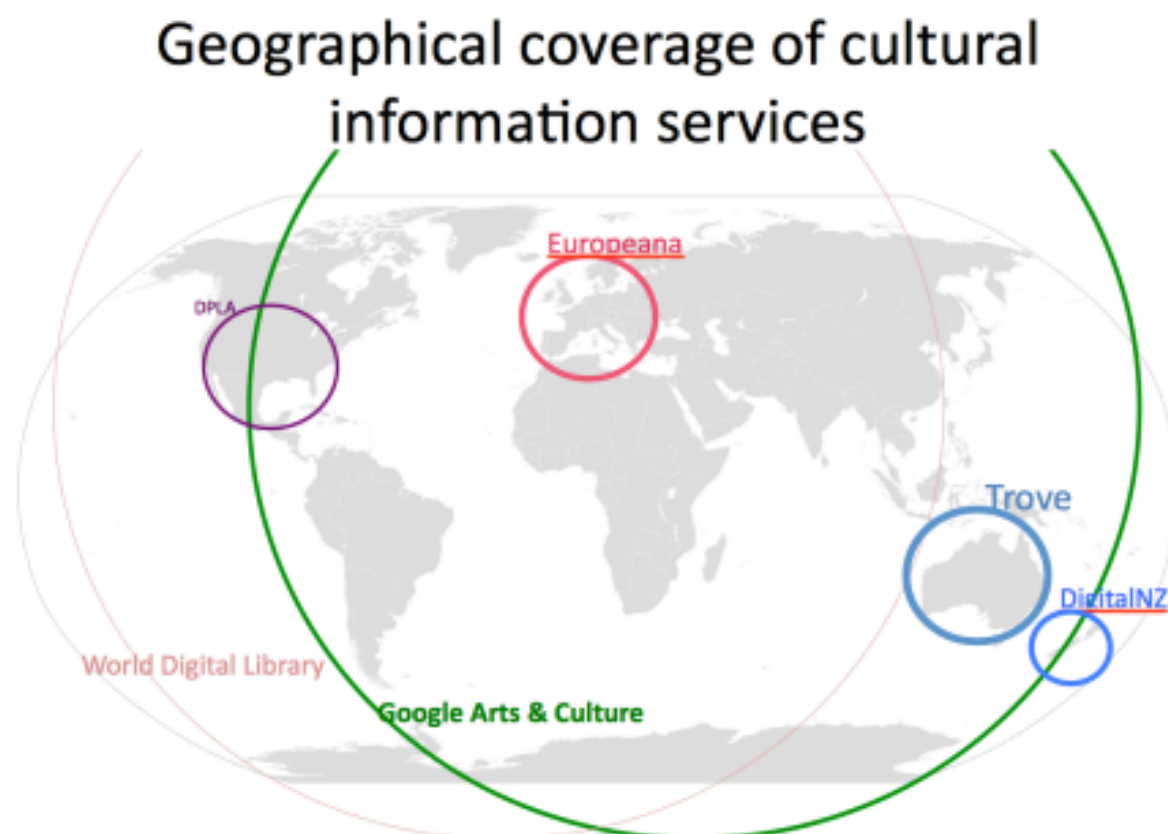 Geographical coverage of cultural
information services
Europeana
DPLA
Trove
DigitalNZ
World Digital Library
Google Arts & Culture